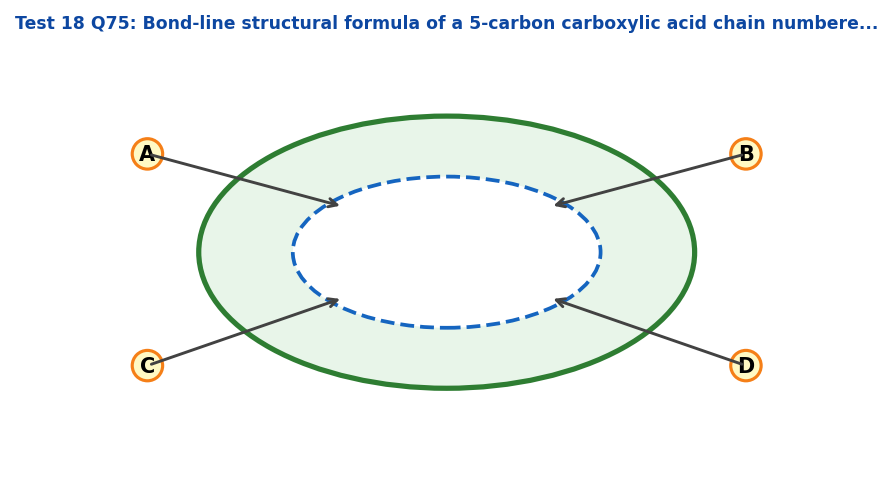 Test 18 Q75: Bond-line structural formula of a 5-carbon carboxylic acid chain numbere...
A
B
C
D